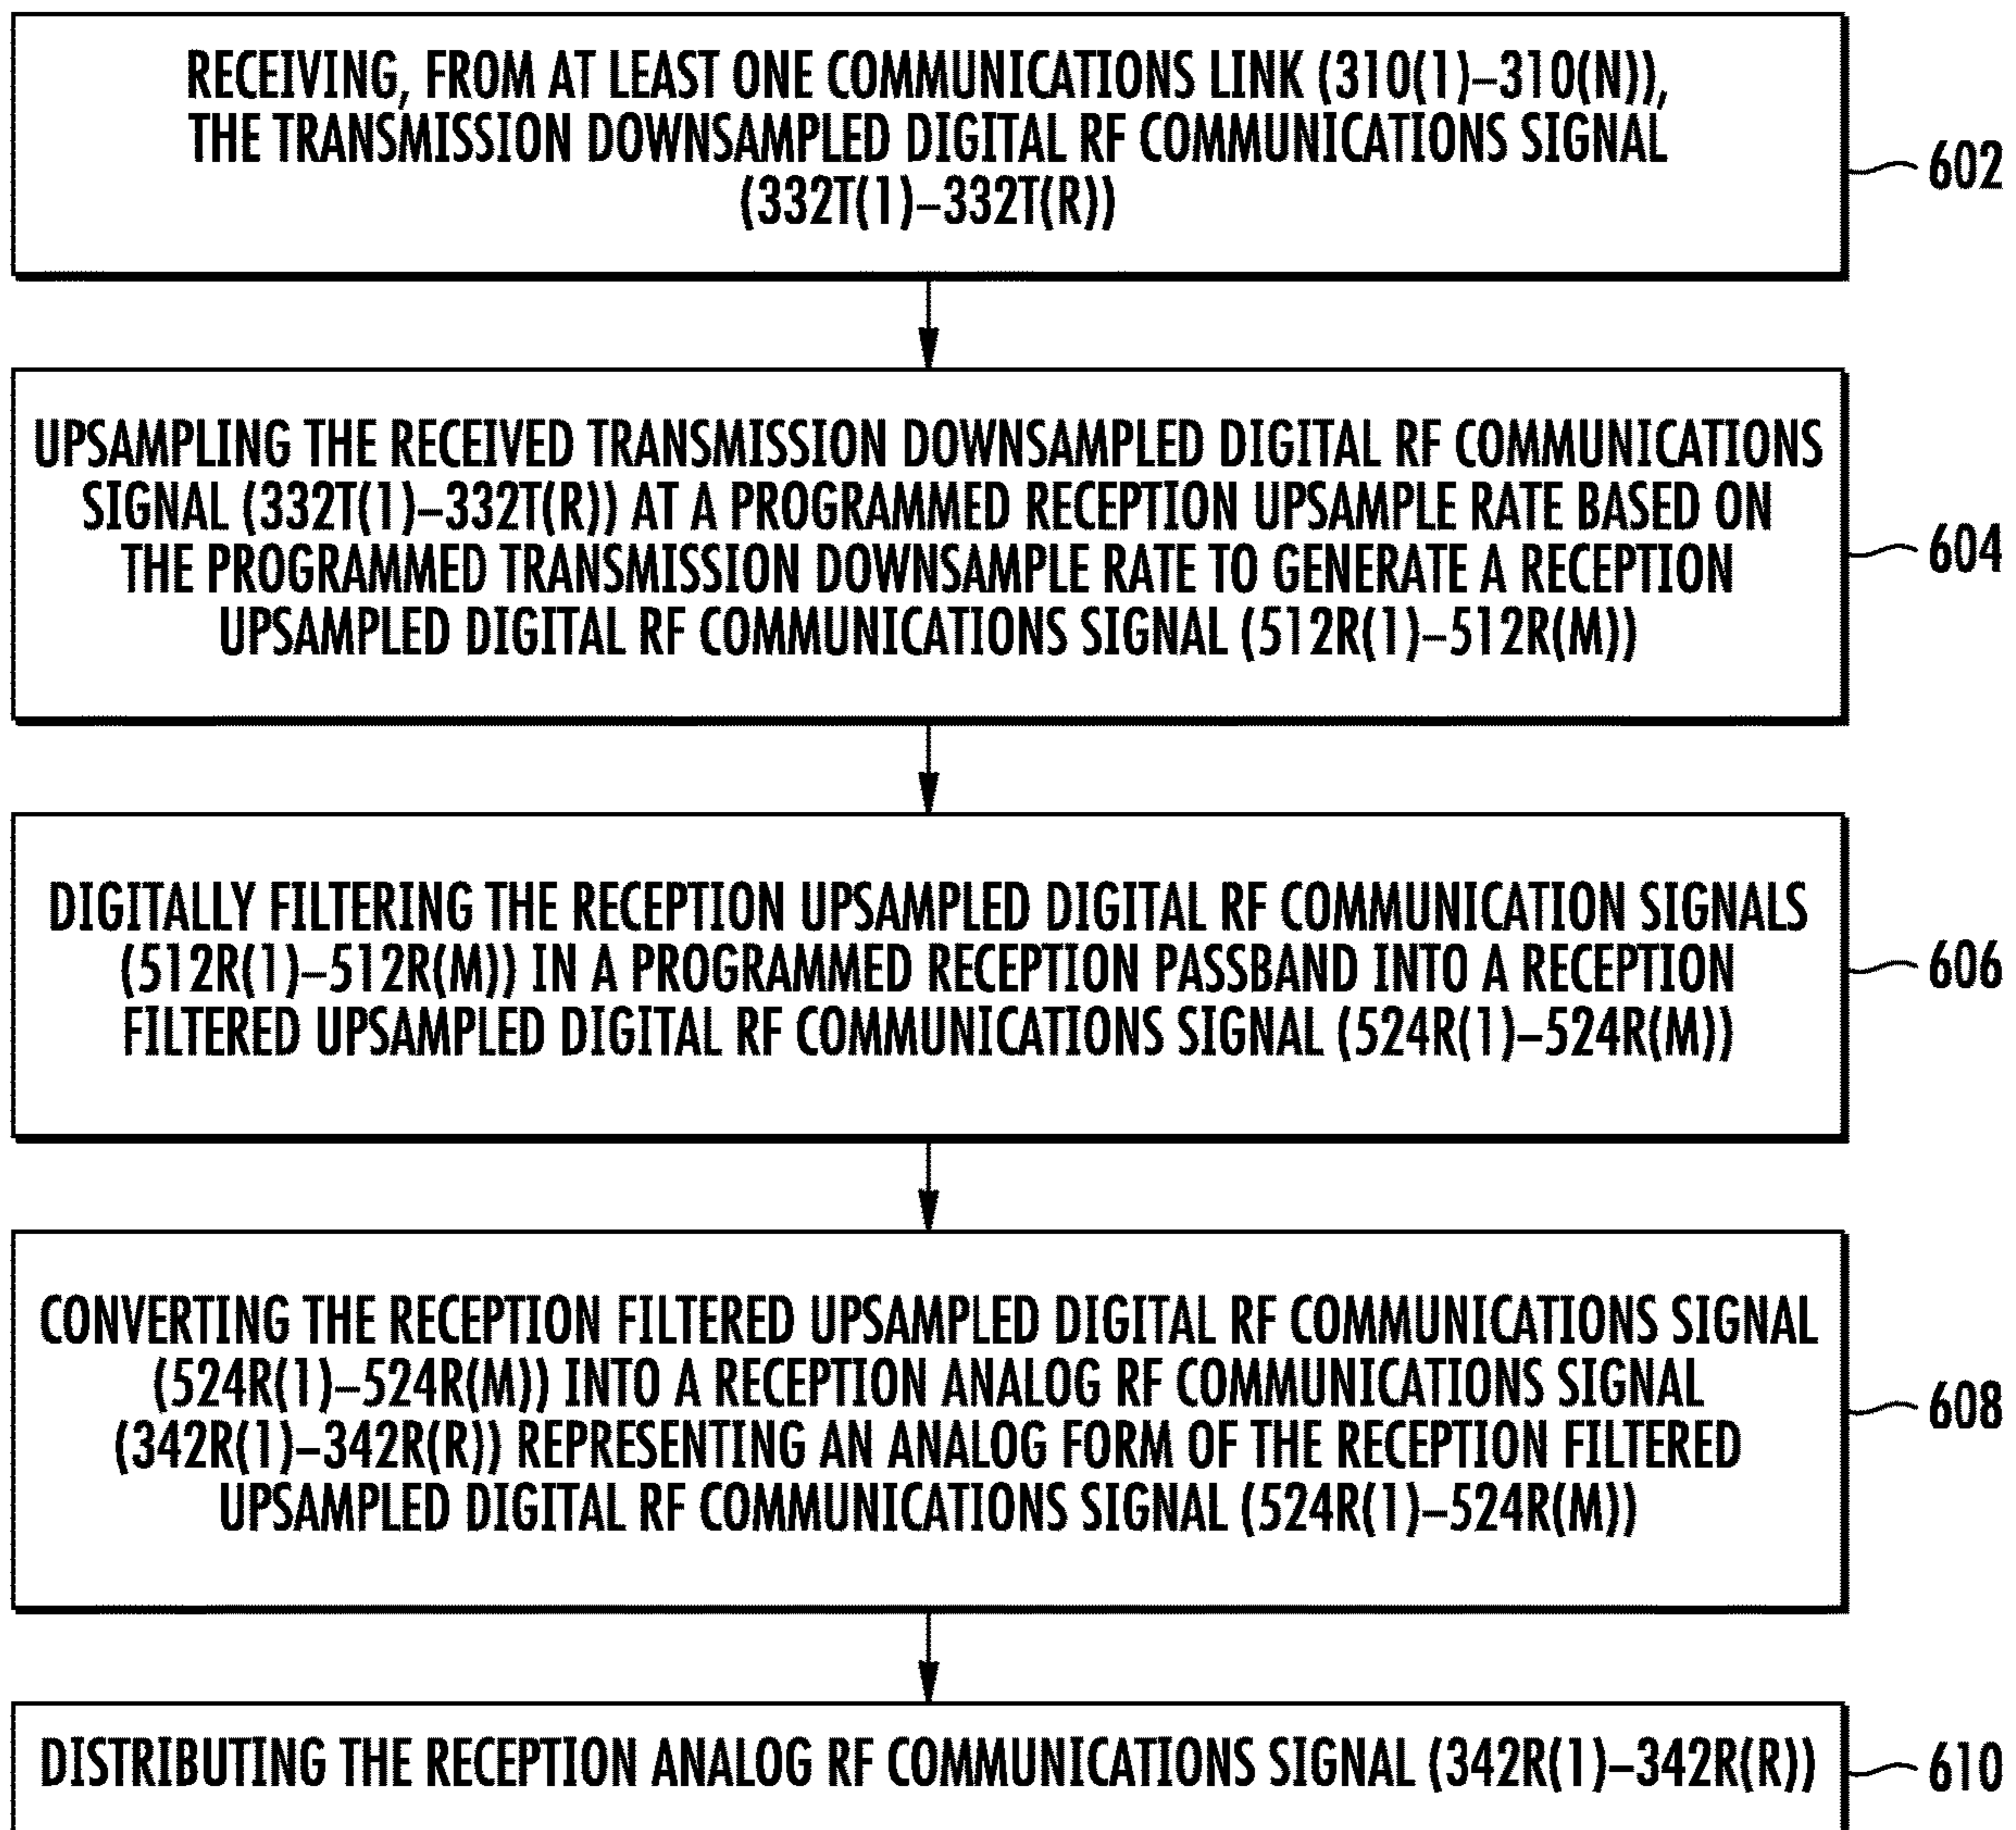 RECEIVING, FROM AT LEAST ONE COMMUNICATIONS LINK (310(1)–310(N)),
THE TRANSMISSION DOWNSAMPLED DIGITAL RF COMMUNICATIONS SIGNAL
(332T(1)–332T(R))
602
UPSAMPLING THE RECEIVED TRANSMISSION DOWNSAMPLED DIGITAL RF COMMUNICATIONS
SIGNAL (332T(1)–332T(R)) AT A PROGRAMMED RECEPTION UPSAMPLE RATE BASED ON
THE PROGRAMMED TRANSMISSION DOWNSAMPLE RATE TO GENERATE A RECEPTION
UPSAMPLED DIGITAL RF COMMUNICATIONS SIGNAL (512R(1)–512R(M))
604
DIGITALLY FILTERING THE RECEPTION UPSAMPLED DIGITAL RF COMMUNICATION SIGNALS
(512R(1)–512R(M)) IN A PROGRAMMED RECEPTION PASSBAND INTO A RECEPTION
FILTERED UPSAMPLED DIGITAL RF COMMUNICATIONS SIGNAL (524R(1)–524R(M))
606
CONVERTING THE RECEPTION FILTERED UPSAMPLED DIGITAL RF COMMUNICATIONS SIGNAL
(524R(1)–524R(M)) INTO A RECEPTION ANALOG RF COMMUNICATIONS SIGNAL
(342R(1)–342R(R)) REPRESENTING AN ANALOG FORM OF THE RECEPTION FILTERED
UPSAMPLED DIGITAL RF COMMUNICATIONS SIGNAL (524R(1)–524R(M))
608
DISTRIBUTING THE RECEPTION ANALOG RF COMMUNICATIONS SIGNAL (342R(1)–342R(R))
610